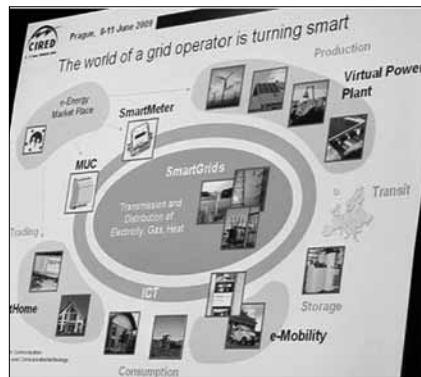 CIRED
Prague, 8-11 June 2009
The world of a grid operator is turning smart
Production
e-Energy
Market Place
SmartMeter
Virtual Power
Plant
MUC
SmartGrids
Transmission and
Distribution of
Electricity, Gas, Heat
Transit
Trading
ICT
Storage
tHome
e-Mobility
Consumption